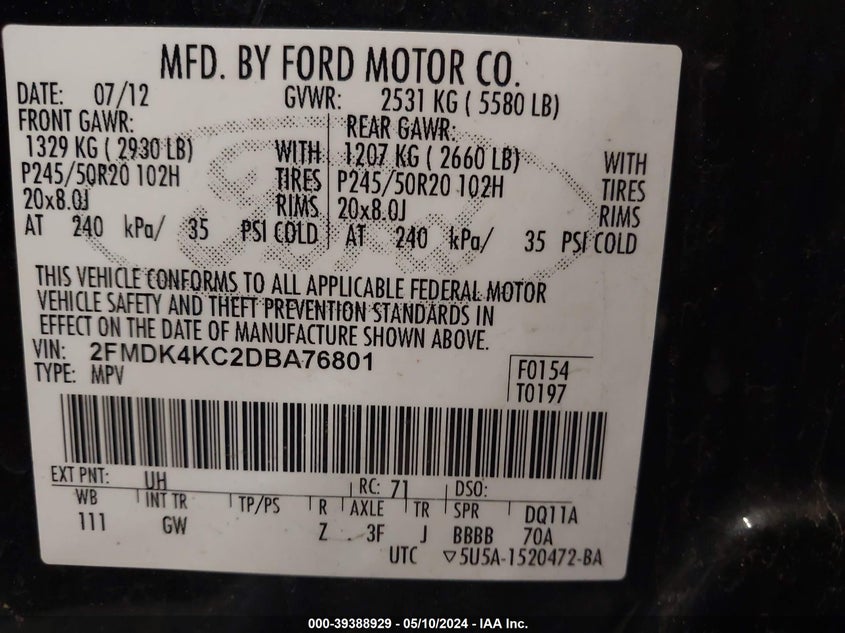 MFD. BY FORD MOTOR CO.
DATE: 07/12 GVWR: 2531 KG ( 5580 LB)
FRONT GAWR: REAR GAWR:
1329 KG ( 2930 LB) WITH 1207 KG ( 2660 LB) WITH
P245/50R20 102H TIRES P245/50R20 102H TIRES
20x8.0J RIMS 20x8.0J RIMS
AT 240 kPa/ 35 PSI COLD AT 240 kPa/ 35 PSI COLD
Ford
THIS VEHICLE CONFORMS TO ALL APPLICABLE FEDERAL MOTOR
VEHICLE SAFETY AND THEFT PREVENTION STANDARDS IN
EFFECT ON THE DATE OF MANUFACTURE SHOWN ABOVE.
VIN: 2FMDK4KC2DBA76801 F0154
TYPE: MPV T0197
EXT PNT: UH RC: 71 DSO:
WB INT TR TP/PS R AXLE TR SPR DQ11A
111 GW Z 3F J BBBB 70A
UTC ▽5U5A-1520472-BA
000-39388929 - 05/10/2024 - IAA Inc.